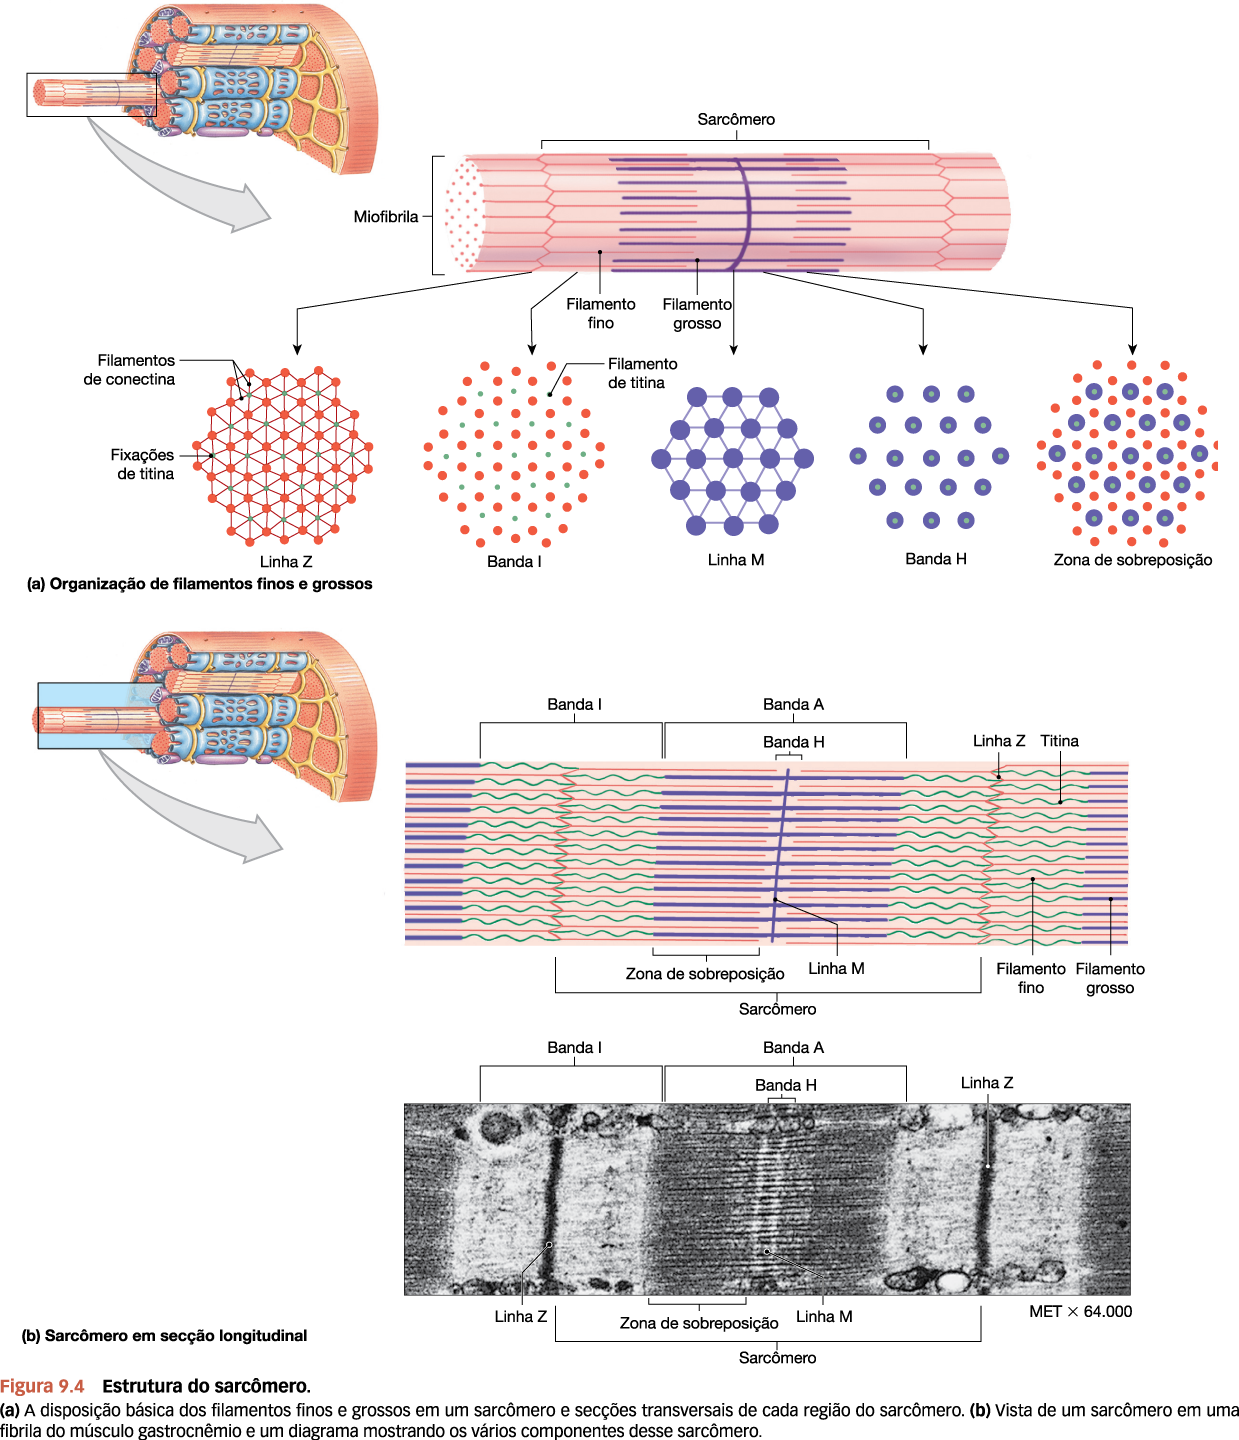 Sarcômero
Miofibrila
Filamento
fino
Filamento
grosso
Filamentos
de conectina
Filamento
de titina
Fixações
de titina
Linha Z
Banda I
Linha M
Banda H
Zona de sobreposição
(a) Organização de filamentos finos e grossos
Banda I
Banda A
Banda H
Linha Z
Titina
Zona de sobreposição
Linha M
Filamento
fino
Filamento
grosso
Sarcômero
Banda I
Banda A
Banda H
Linha Z
Linha Z
Zona de sobreposição
Linha M
MET × 64.000
Sarcômero
(b) Sarcômero em secção longitudinal
Figura 9.4 Estrutura do sarcômero.
(a) A disposição básica dos filamentos finos e grossos em um sarcômero e secções transversais de cada região do sarcômero. (b) Vista de um sarcômero em uma
fibrila do músculo gastrocnêmio e um diagrama mostrando os vários componentes desse sarcômero.